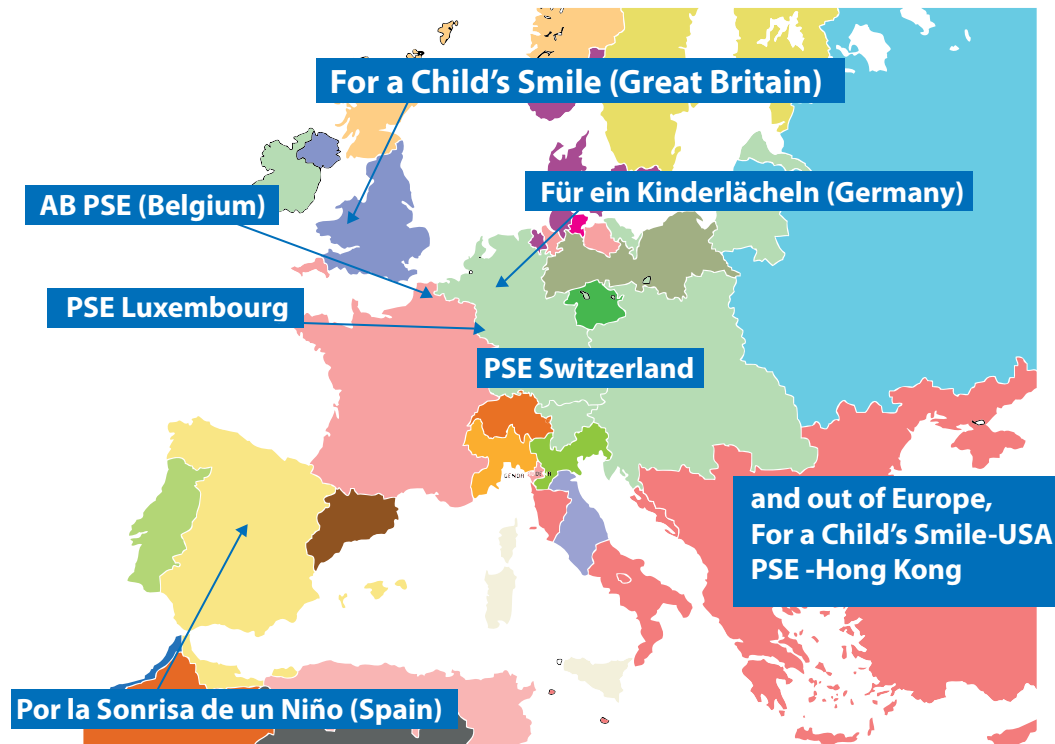 For a Child's Smile (Great Britain)
AB PSE (Belgium)
Für ein Kinderlächeln (Germany)
PSE Luxembourg
PSE Switzerland
GENOA
and out of Europe,
For a Child's Smile-USA
PSE -Hong Kong
Por la Sonrisa de un Niño (Spain)